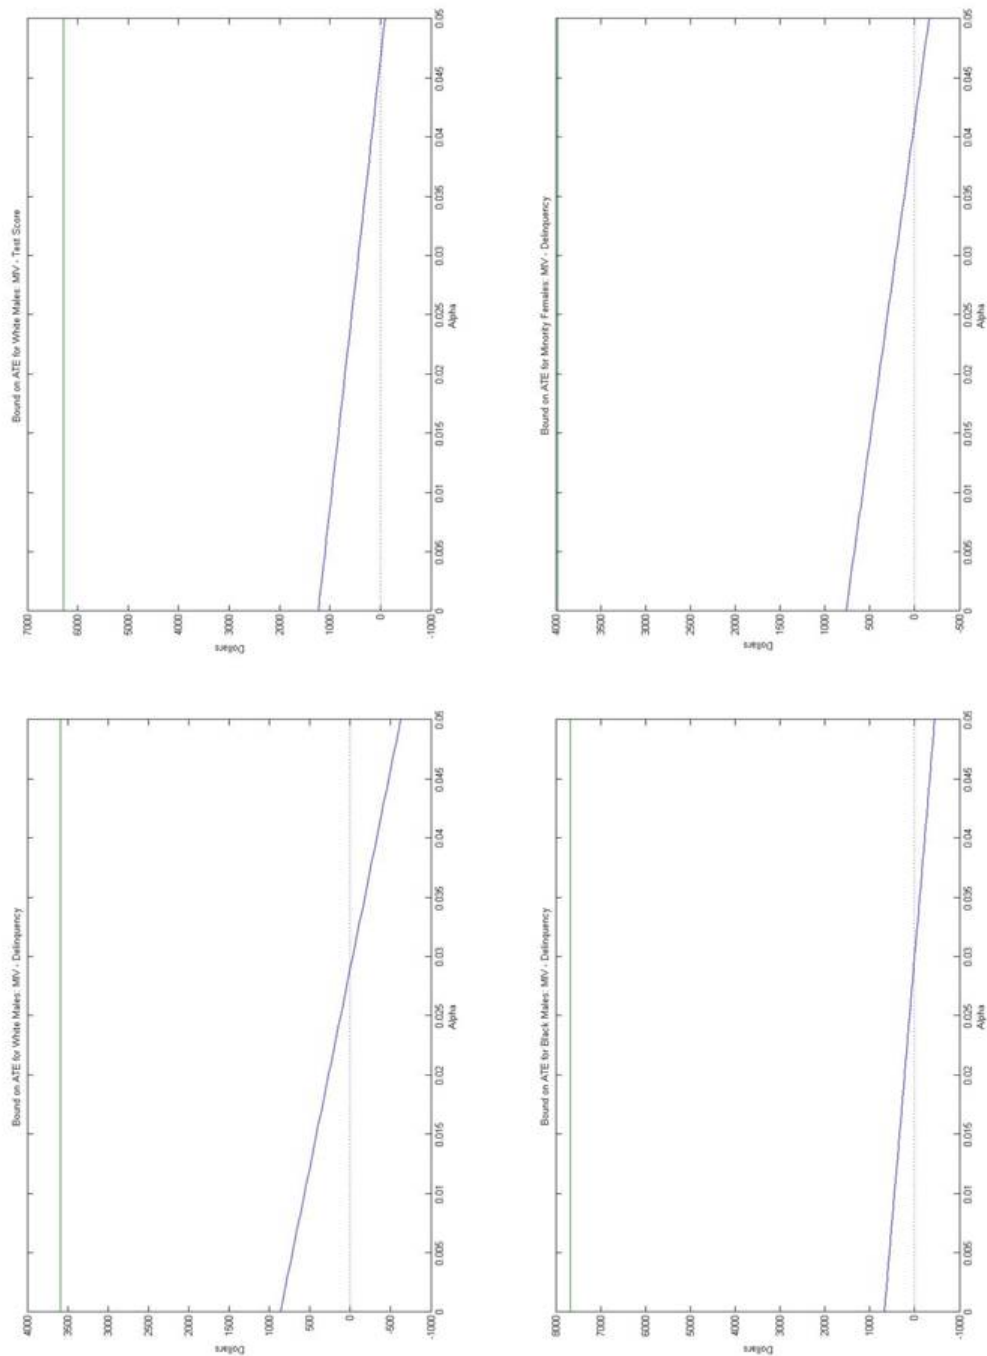 Bound on ATE for White Males: MIV - Delinquency
4000
3500
3000
2500
2000
1500
1000
500
0
-500
-1000
Dollars
0 0.005 0.01 0.015 0.02 0.025 0.03 0.035 0.04 0.045 0.05
Alpha
Bound on ATE for White Males: MIV - Test Score
7000
6000
5000
4000
3000
2000
1000
0
-1000
Dollars
0 0.005 0.01 0.015 0.02 0.025 0.03 0.035 0.04 0.045 0.05
Alpha
Bound on ATE for Black Males: MIV - Delinquency
8000
7000
6000
5000
4000
3000
2000
1000
0
-1000
Dollars
0 0.005 0.01 0.015 0.02 0.025 0.03 0.035 0.04 0.045 0.05
Alpha
Bound on ATE for Minority Females: MIV - Delinquency
4000
3500
3000
2500
2000
1500
1000
500
0
-500
Dollars
0 0.005 0.01 0.015 0.02 0.025 0.03 0.035 0.04 0.045 0.05
Alpha